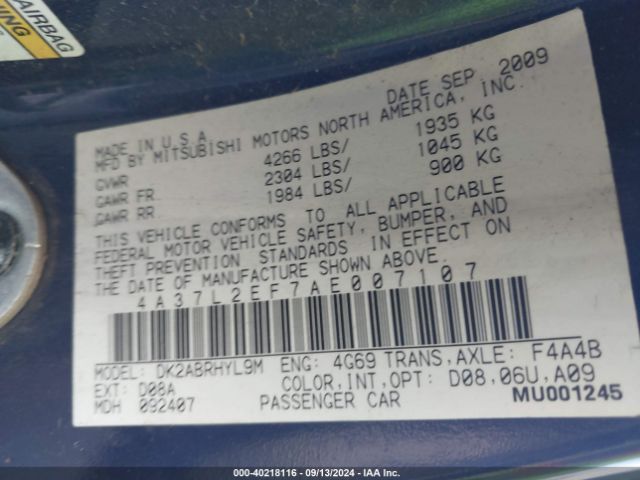 AIRBAG
NING
DATE SEP 2009
MADE IN U.S.A.
MFD BY MITSUBISHI MOTORS NORTH AMERICA, INC.
GVWR 4266 LBS/ 1935 KG
GAWR FR. 2304 LBS/ 1045 KG
GAWR RR. 1984 LBS/ 900 KG
THIS VEHICLE CONFORMS TO ALL APPLICABLE
FEDERAL MOTOR VEHICLE SAFETY, BUMPER, AND
THEFT PREVENTION STANDARDS IN EFFECT ON
THE DATE OF MANUFACTURE SHOWN ABOVE.
4A37L2EF7AE007107
MODEL: DK2ABRHYL9M ENG: 4G69 TRANS,AXLE: F4A4B
EXT: D08A COLOR,INT,OPT: D08,06U,A09
MDH 092407 PASSENGER CAR MU001245
000-40218116 - 09/13/2024 - IAA Inc.